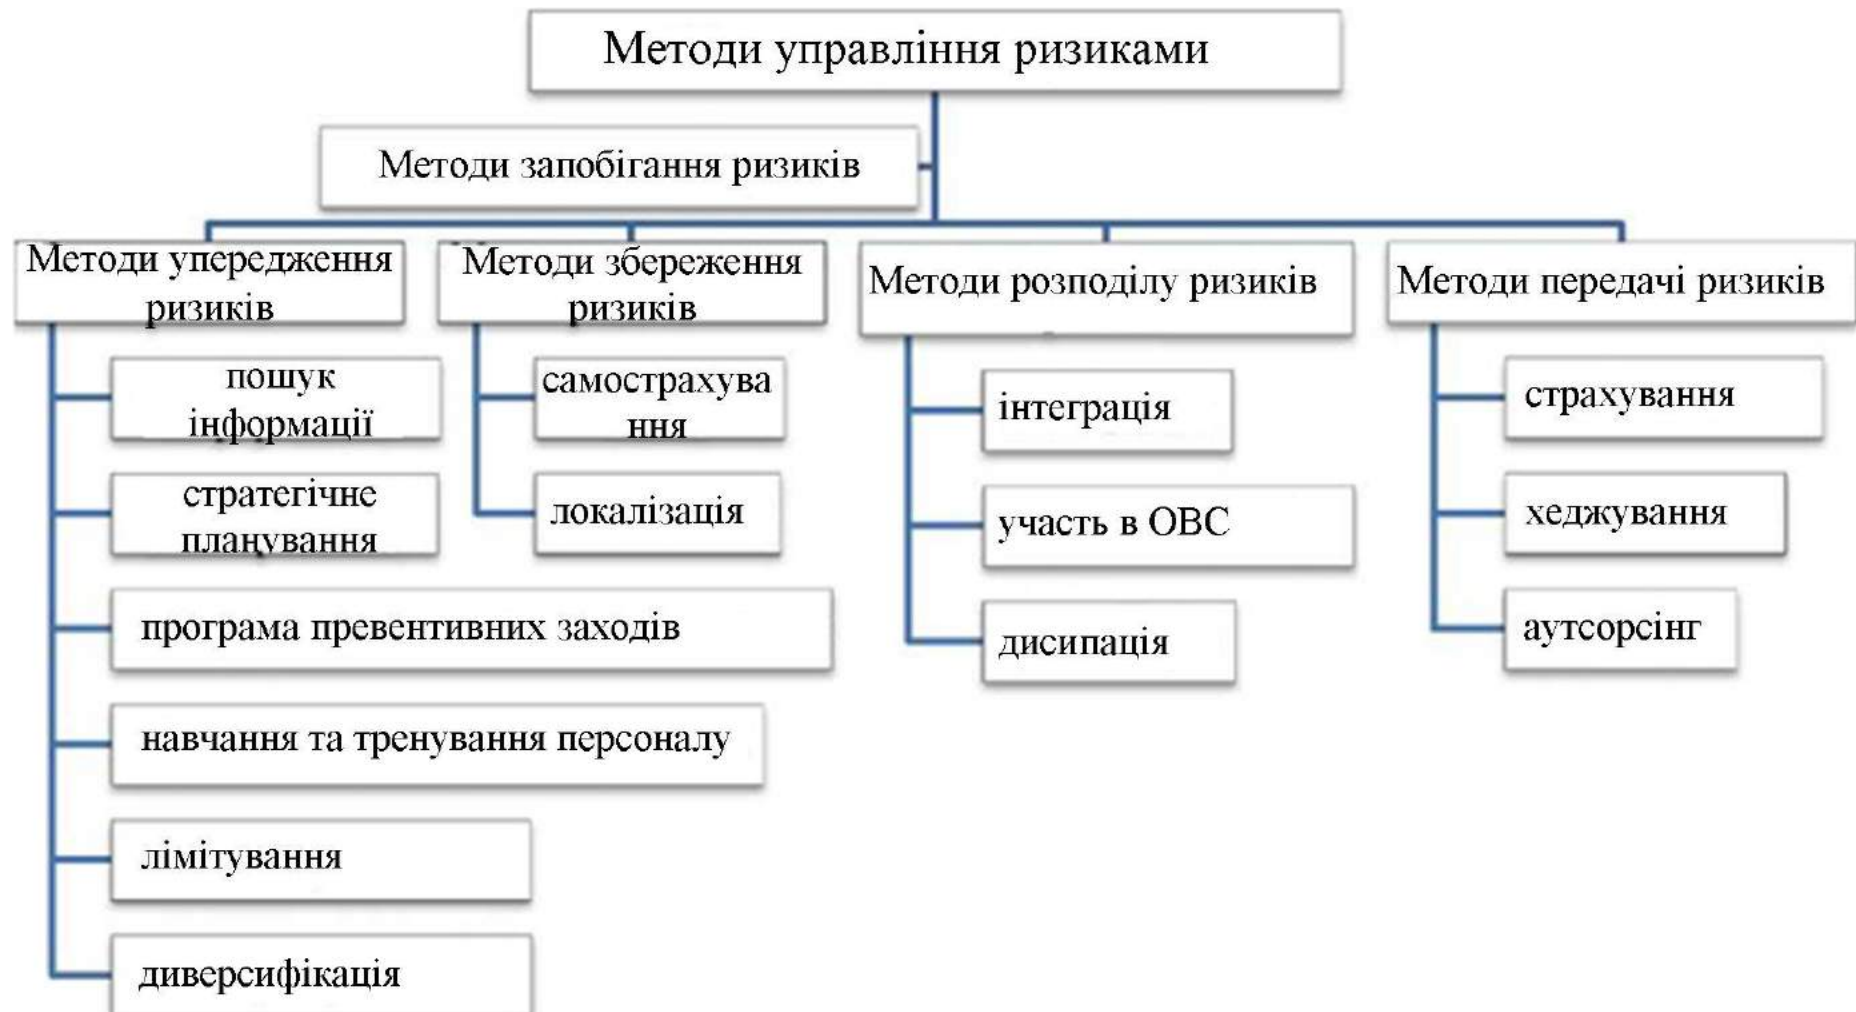 Методи управління ризиками
Методи запобігання ризиків
Методи упередження
ризиків
пошук
інформації
стратегічне
планування
програма превентивних заходів
навчання та тренування персоналу
лімітування
диверсифікація
Методи збереження
ризиків
самострахува
ння
локалізація
Методи розподілу ризиків
інтеграція
участь в ОВС
дисипація
Методи передачі ризиків
страхування
хеджування
аутсорсінг